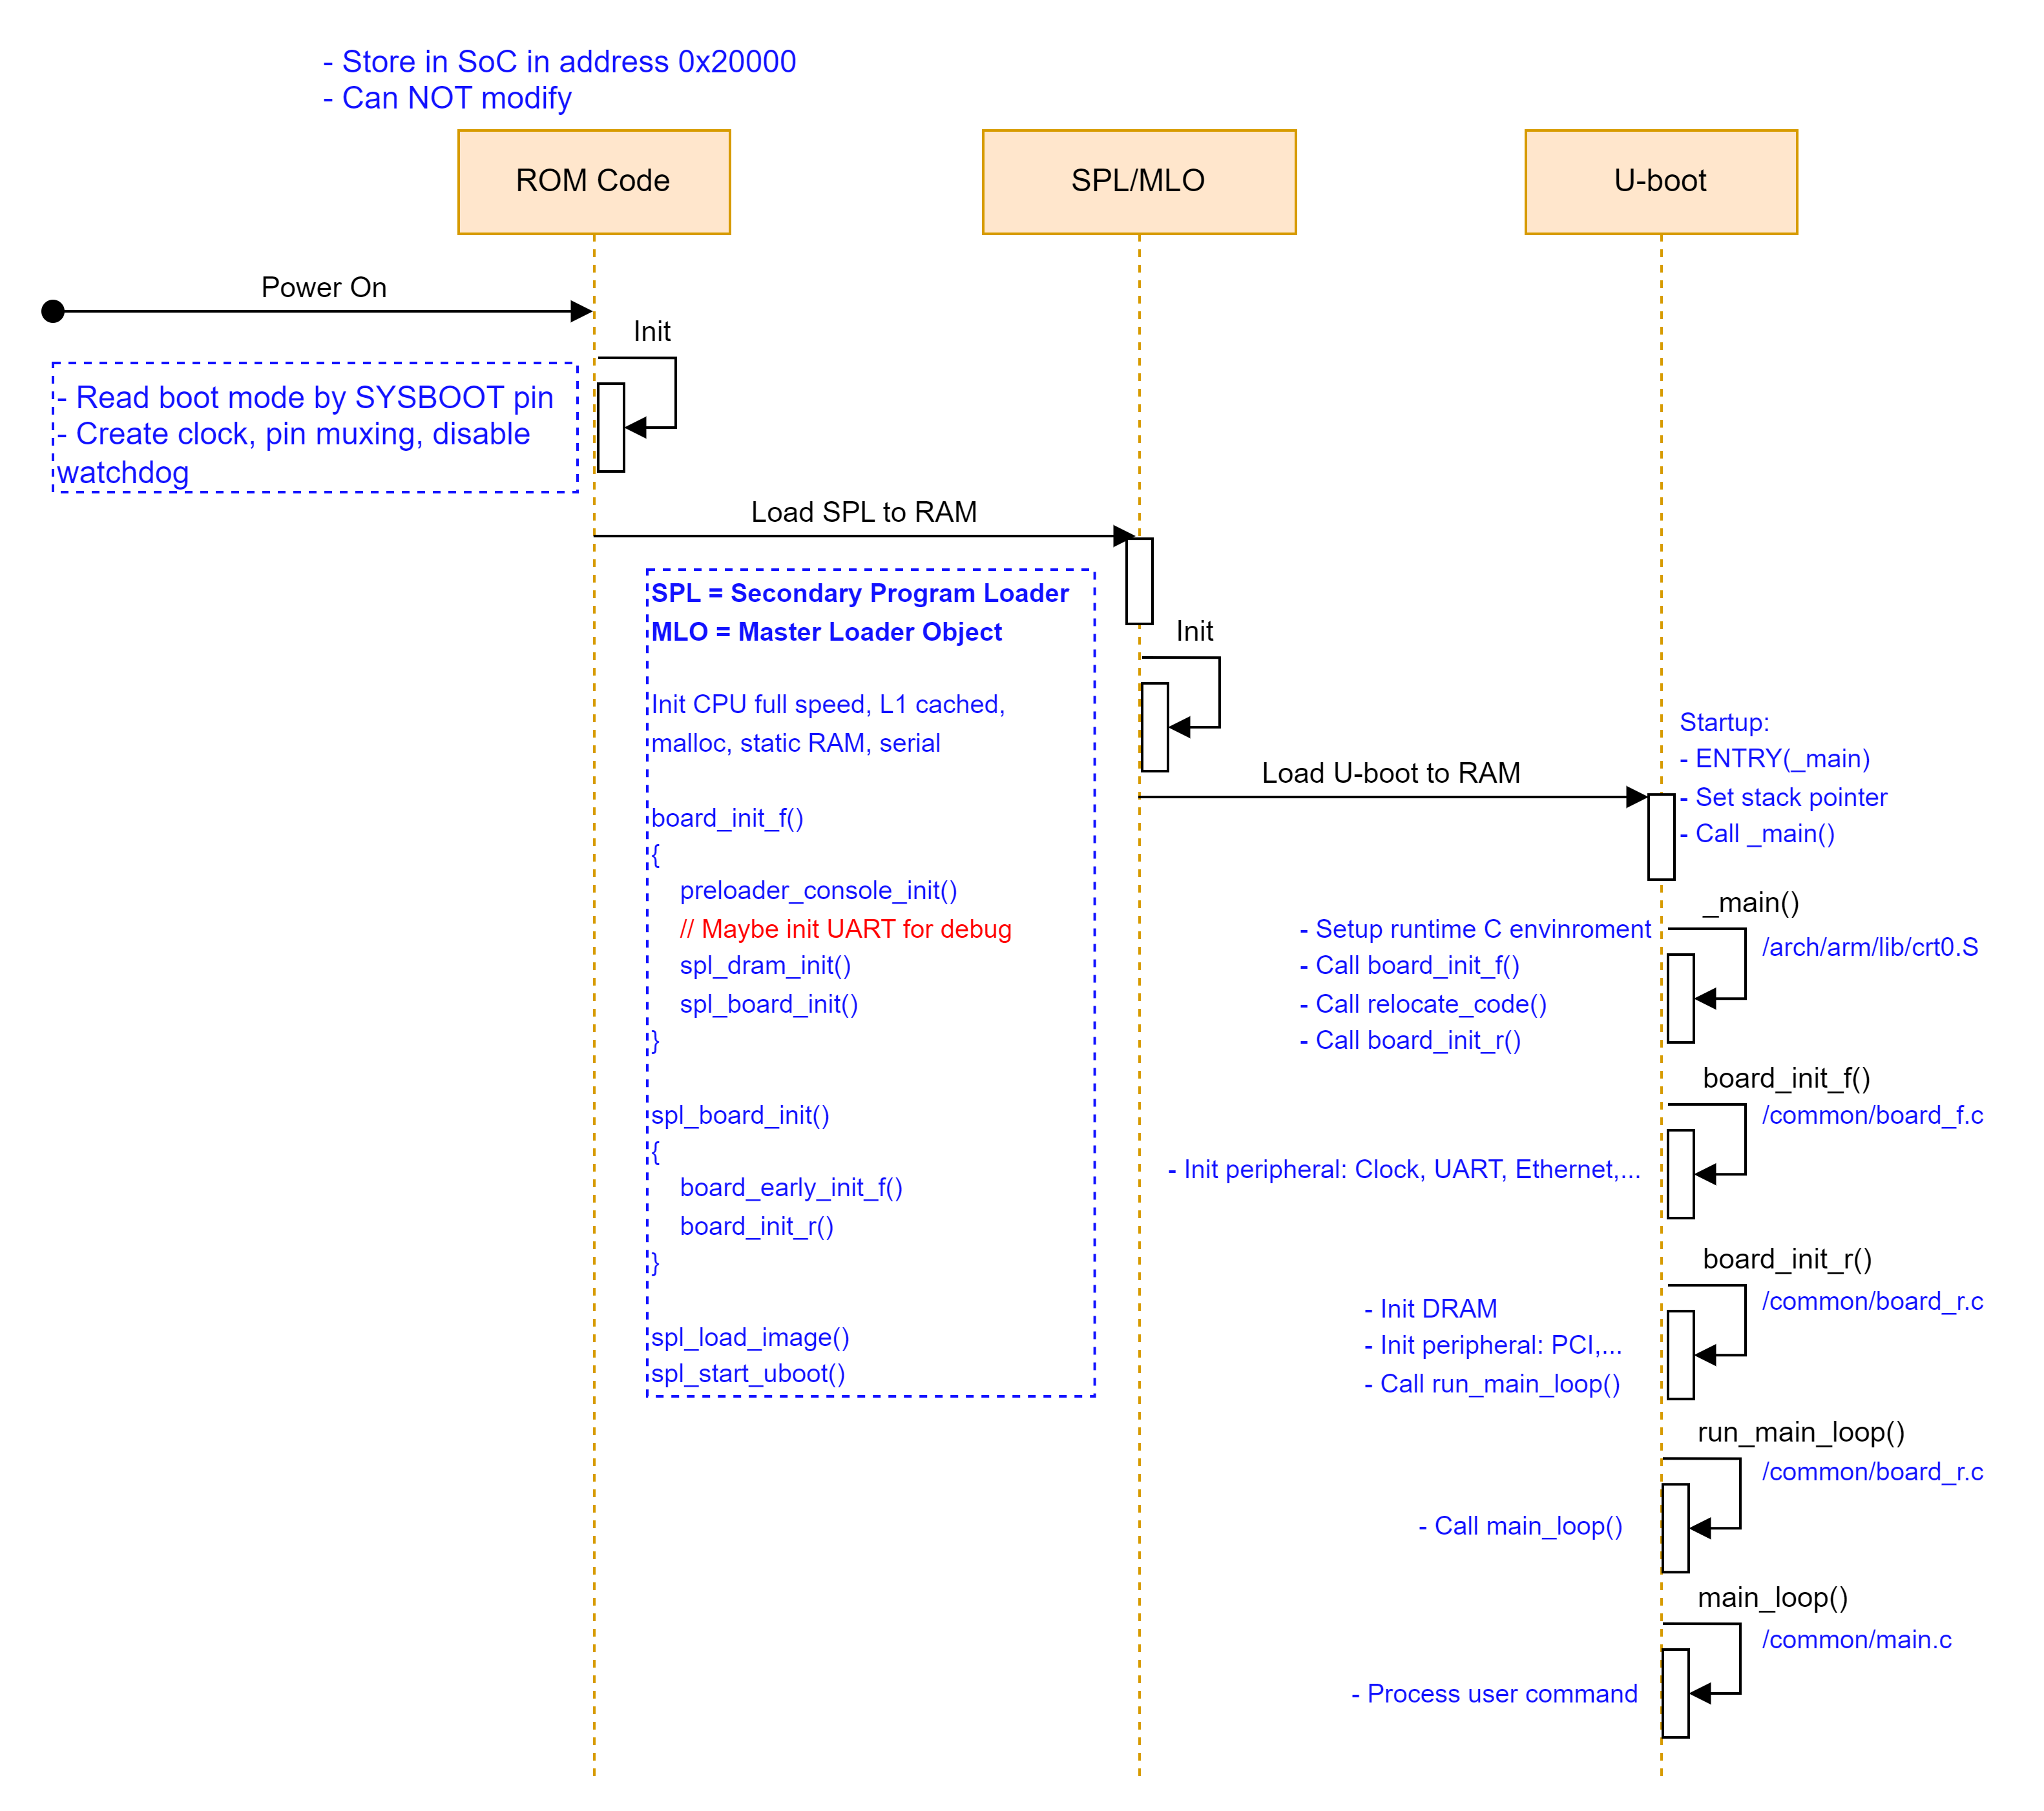 - Store in SoC in address 0x20000
- Can NOT modify
ROM Code
SPL/MLO
U-boot
Power On
Init
- Read boot mode by SYSBOOT pin
- Create clock, pin muxing, disable
watchdog
Load SPL to RAM
SPL = Secondary Program Loader
MLO = Master Loader Object
Init CPU full speed, L1 cached,
malloc, static RAM, serial
board_init_f()
{
preloader_console_init()
// Maybe init UART for debug
spl_dram_init()
spl_board_init()
}
spl_board_init()
{
board_early_init_f()
board_init_r()
}
spl_load_image()
spl_start_uboot()
Init
Load U-boot to RAM
Startup:
- ENTRY(_main)
- Set stack pointer
- Call _main()
_main()
/arch/arm/lib/crt0.S
- Setup runtime C envinroment
- Call board_init_f()
- Call relocate_code()
- Call board_init_r()
board_init_f()
/common/board_f.c
- Init peripheral: Clock, UART, Ethernet,...
board_init_r()
/common/board_r.c
- Init DRAM
- Init peripheral: PCI,...
- Call run_main_loop()
run_main_loop()
/common/board_r.c
- Call main_loop()
main_loop()
/common/main.c
- Process user command